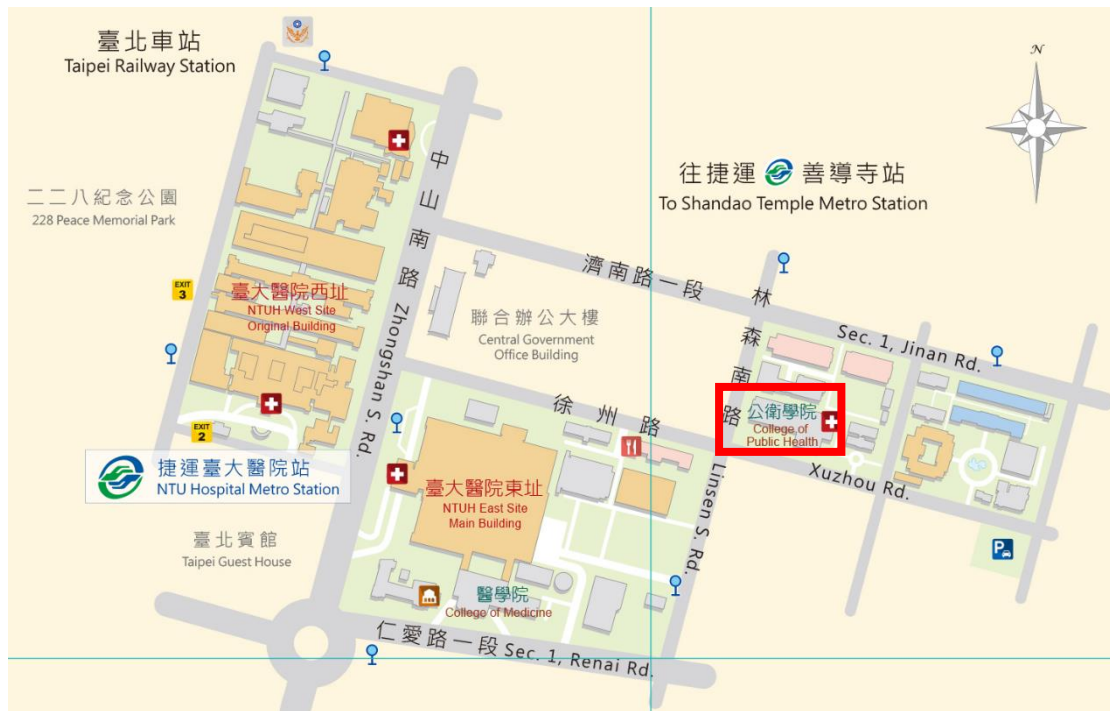 臺北車站
Taipei Railway Station
N
二二八紀念公園
228 Peace Memorial Park
中山南路 Zhongshan S. Rd.
往捷運 善導寺站
To Shandao Temple Metro Station
濟南路一段
Sec. 1, Jinan Rd.
EXIT
3
臺大醫院西址
NTUH West Site
Original Building
聯合辦公大樓
Central Government
Office Building
林森南路
Linsen S. Rd.
徐州路
Xuzhou Rd.
公衛學院
College of
Public Health
EXIT
2
捷運臺大醫院站
NTU Hospital Metro Station
臺大醫院東址
NTUH East Site
Main Building
臺北賓館
Taipei Guest House
P
醫學院
College of Medicine
仁愛路一段 Sec. 1, Renai Rd.